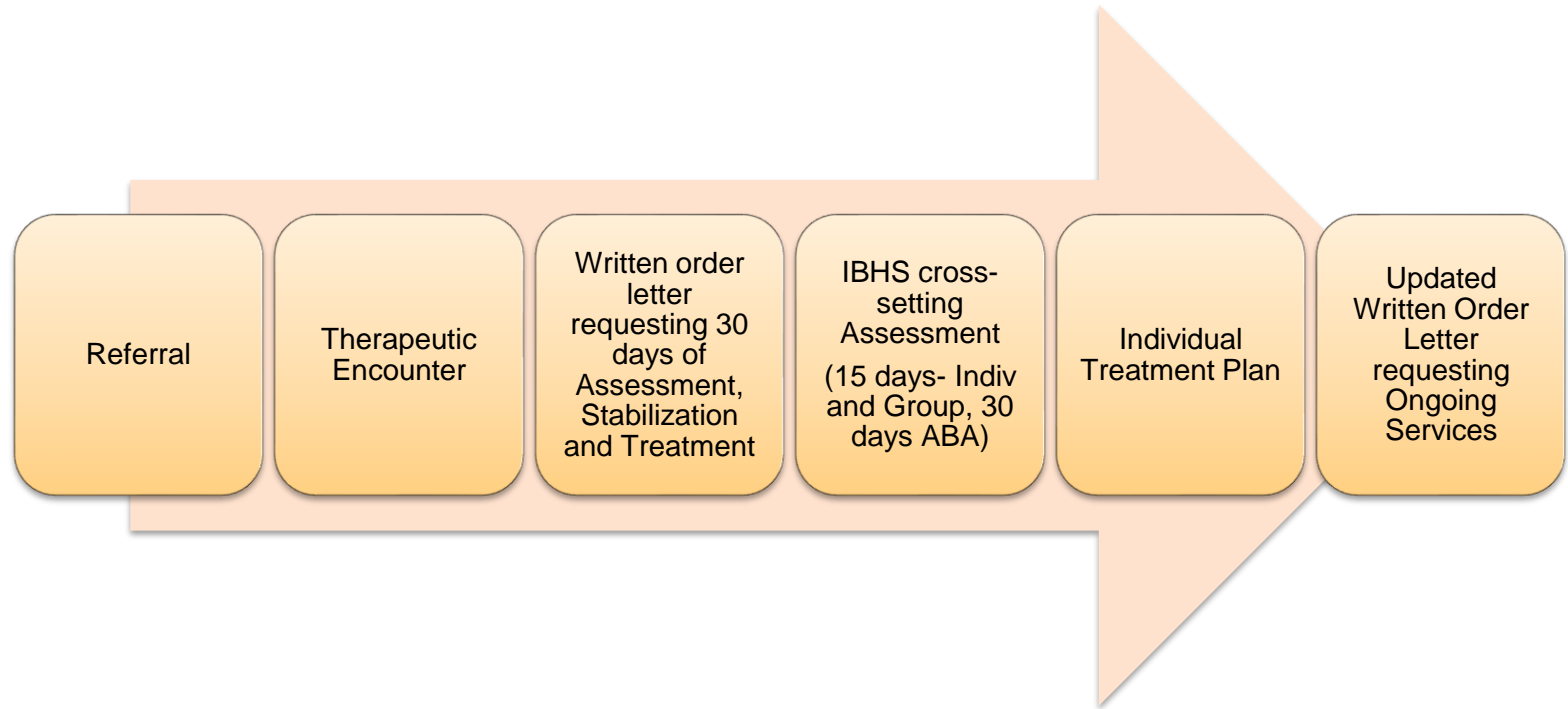 Referral
Therapeutic
Encounter
Written order
letter
requesting 30
days of
Assessment,
Stabilization
and Treatment
IBHS cross-
setting
Assessment
(15 days- Indiv
and Group, 30
days ABA)
Individual
Treatment Plan
Updated
Written Order
Letter
requesting
Ongoing
Services